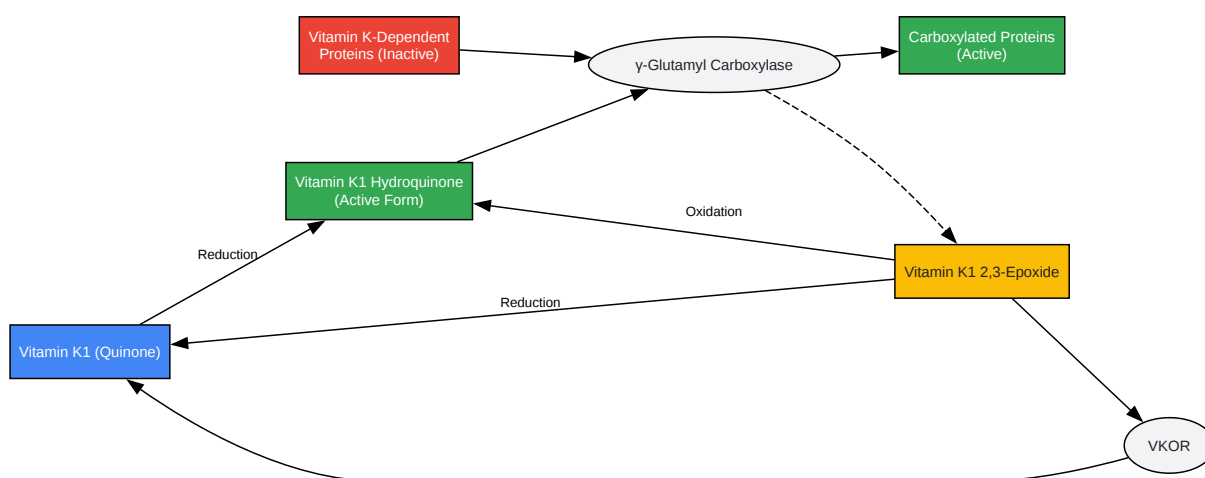 Vitamin K-Dependent
Proteins (Inactive)
γ-Glutamyl Carboxylase
Carboxylated Proteins
(Active)
Vitamin K1 Hydroquinone
(Active Form)
Oxidation
Reduction
Vitamin K1 2,3-Epoxide
Reduction
Vitamin K1 (Quinone)
VKOR